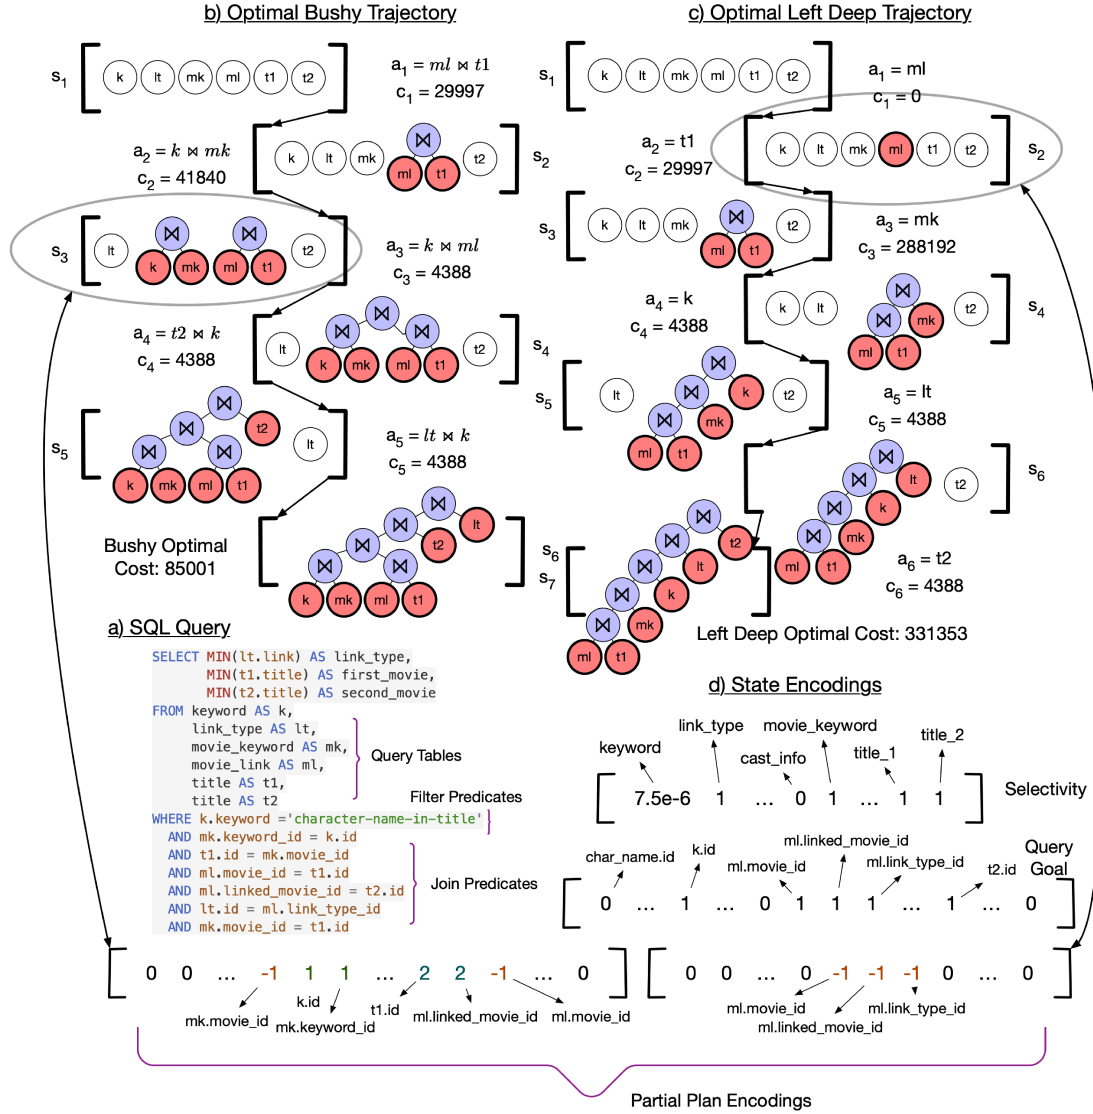 b) Optimal Bushy Trajectory
s1 k lt mk ml t1 t2
a1 = ml ⋈ t1
c1 = 29997
a2 = k ⋈ mk
c2 = 41840
k lt mk ⋈ ml t1 t2 s2
s3 lt ⋈ k mk ⋈ ml t1 t2
a3 = k ⋈ ml
c3 = 4388
a4 = t2 ⋈ k
c4 = 4388
lt ⋈ ⋈ ⋈ k mk ml t1 t2 s4
s5 ⋈ ⋈ t2 ⋈ ⋈ k mk ml t1 lt
a5 = lt ⋈ k
c5 = 4388
Bushy Optimal
Cost: 85001
⋈ lt ⋈ t2 ⋈ ⋈ ⋈ k mk ml t1 s6
c) Optimal Left Deep Trajectory
s1 k lt mk ml t1 t2
a1 = ml
c1 = 0
a2 = t1
c2 = 29997
k lt mk ml t1 t2 s2
s3 k lt mk ⋈ ml t1 t2
a3 = mk
c3 = 288192
a4 = k
c4 = 4388
k lt ⋈ ⋈ mk ml t1 t2 s4
s5 lt ⋈ ⋈ k ⋈ mk ml t1 t2
a5 = lt
c5 = 4388
⋈ ⋈ lt ⋈ k ⋈ mk ml t1 t2 s6
a6 = t2
c6 = 4388
s7 ⋈ ⋈ t2 ⋈ lt ⋈ k ⋈ mk ml t1
Left Deep Optimal Cost: 331353
a) SQL Query
SELECT MIN(lt.link) AS link_type,
MIN(t1.title) AS first_movie,
MIN(t2.title) AS second_movie
FROM keyword AS k,
link_type AS lt,
movie_keyword AS mk,
movie_link AS ml,
title AS t1,
title AS t2
WHERE k.keyword ='character-name-in-title'
AND mk.keyword_id = k.id
AND t1.id = mk.movie_id
AND ml.movie_id = t1.id
AND ml.linked_movie_id = t2.id
AND lt.id = ml.link_type_id
AND mk.movie_id = t1.id
Query Tables
Filter Predicates
Join Predicates
d) State Encodings
keyword link_type cast_info movie_keyword title_1 title_2
7.5e-6 1 ... 0 1 ... 1 1 Selectivity
char_name.id k.id ml.movie_id ml.linked_movie_id ml.link_type_id t2.id
Query
Goal
0 ... 1 ... 0 1 1 1 ... 1 ... 0
0 0 ... -1 1 1 ... 2 2 -1 ... 0
mk.movie_id k.id mk.keyword_id t1.id ml.linked_movie_id ml.movie_id
0 0 ... 0 -1 -1 -1 0 ... 0
ml.movie_id ml.linked_movie_id ml.link_type_id
Partial Plan Encodings